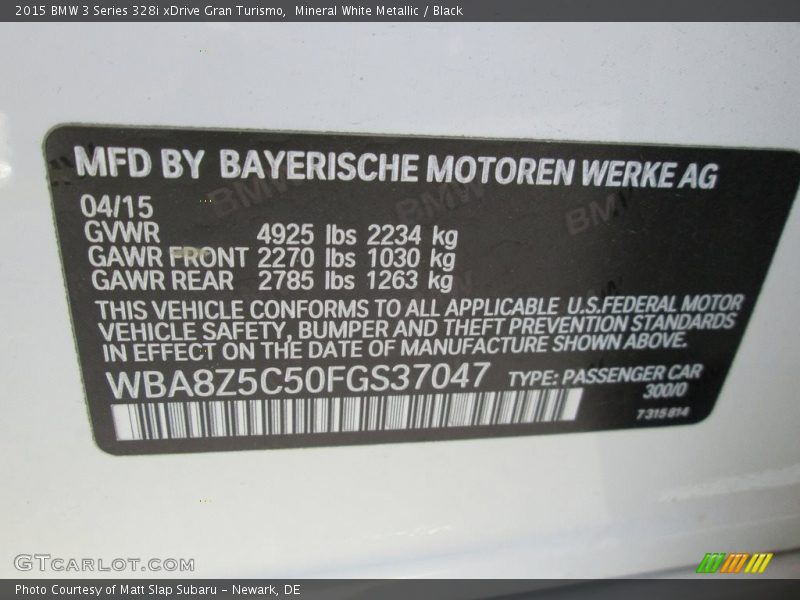 2015 BMW 3 Series 328i xDrive Gran Turismo,  Mineral White Metallic / Black
MFD BY BAYERISCHE MOTOREN WERKE AG
04/15
GVWR 4925 lbs 2234 kg
GAWR FRONT 2270 lbs 1030 kg
GAWR REAR 2785 lbs 1263 kg
THIS VEHICLE CONFORMS TO ALL APPLICABLE U.S.FEDERAL MOTOR
VEHICLE SAFETY, BUMPER AND THEFT PREVENTION STANDARDS
IN EFFECT ON THE DATE OF MANUFACTURE SHOWN ABOVE.
WBA8Z5C50FGS37047 TYPE: PASSENGER CAR
300/0
7315814
GTCARLOT.COM
Photo Courtesy of Matt Slap Subaru - Newark, DE